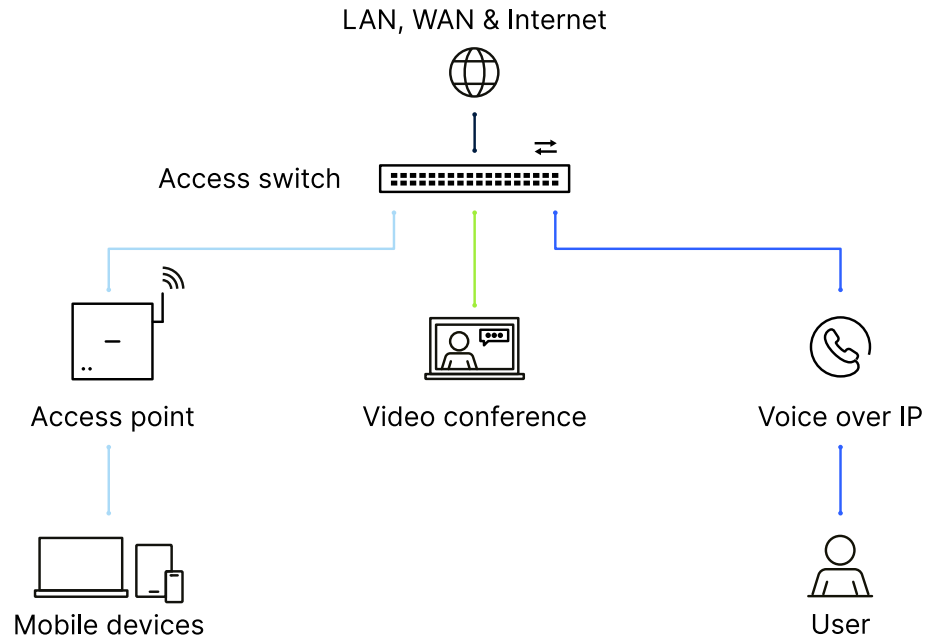 LAN, WAN & Internet
Access switch
Access point
Video conference
Voice over IP
Mobile devices
User